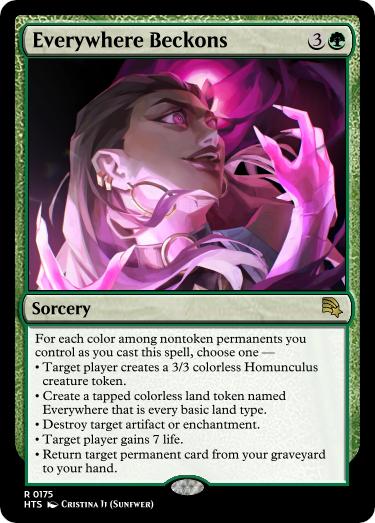 Everywhere Beckons 3
Sorcery
For each color among nontoken permanents you
control as you cast this spell, choose one —
• Target player creates a 3/3 colorless Homunculus
creature token.
• Create a tapped colorless land token named
Everywhere that is every basic land type.
• Destroy target artifact or enchantment.
• Target player gains 7 life.
• Return target permanent card from your graveyard
to your hand.
R 0175
HTS Cristina Ji (Sunfwer)